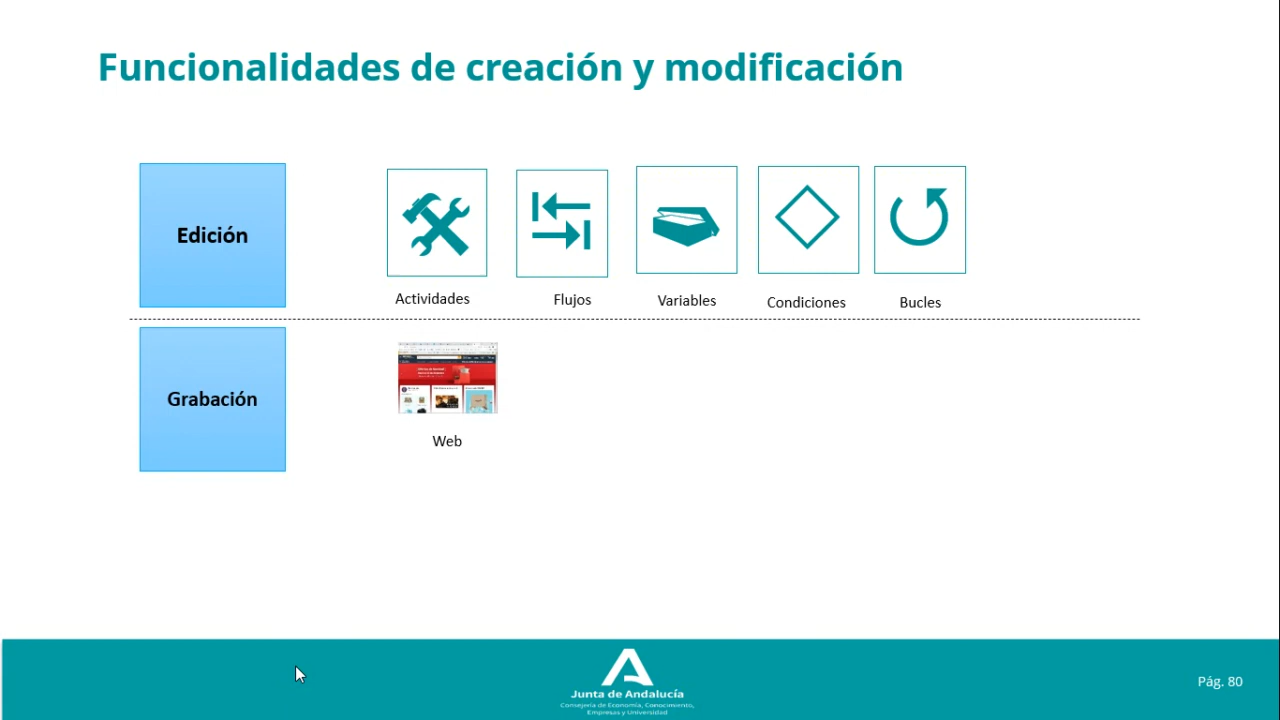 Funcionalidades de creación y modificación
Edición
Actividades
Flujos
Variables
Condiciones
Bucles
Grabación
Web
Junta de Andalucía
Consejería de Economía, Conocimiento,
Empresas y Universidad
Pág. 80